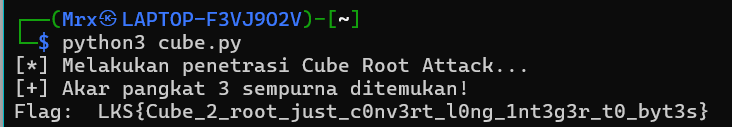 (Mrx㉿LAPTOP-F3VJ9O2V)-[~]
$ python3 cube.py
[*] Melakukan penetrasi Cube Root Attack...
[+] Akar pangkat 3 sempurna ditemukan!
Flag:  LKS{Cube_2_root_just_c0nv3rt_l0ng_1nt3g3r_t0_byt3s}